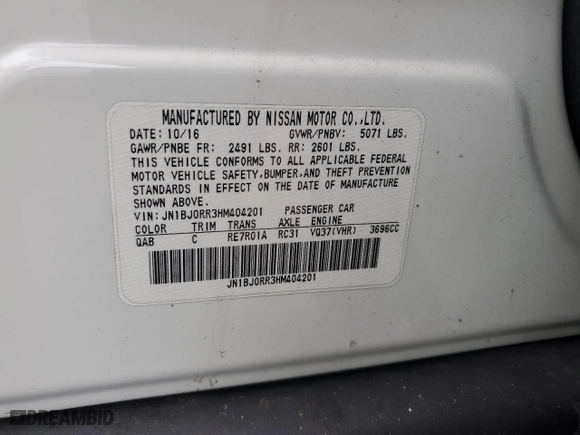 MANUFACTURED BY NISSAN MOTOR CO.,LTD.
DATE: 10/16 GVWR/PNBV: 5071 LBS.
GAWR/PNBE FR: 2491 LBS. RR: 2601 LBS.
THIS VEHICLE CONFORMS TO ALL APPLICABLE FEDERAL
MOTOR VEHICLE SAFETY,BUMPER,AND THEFT PREVENTION
STANDARDS IN EFFECT ON THE DATE OF MANUFACTURE
SHOWN ABOVE.
VIN: JN1BJ0RR3HM404201 PASSENGER CAR
COLOR TRIM TRANS AXLE ENGINE
QAB C RE7R01A RC31 VQ37(VHR) 3696CC
JN1BJ0RR3HM404201
DREAMBID